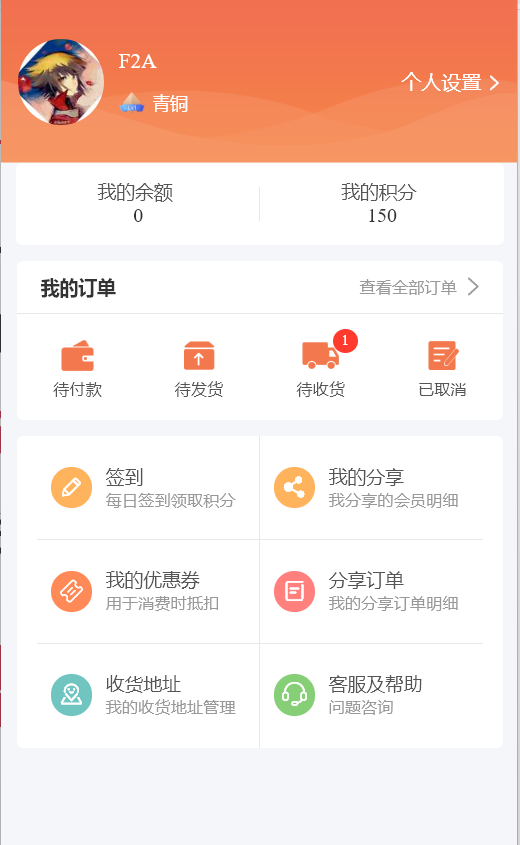 F2A
青铜
个人设置
我的余额 我的积分
0 150
我的订单 查看全部订单
1
待付款 待发货 待收货 已取消
签到 我的分享
每日签到领取积分 我分享的会员明细
我的优惠券 分享订单
用于消费时抵扣 我的分享订单明细
收货地址 客服及帮助
我的收货地址管理 问题咨询